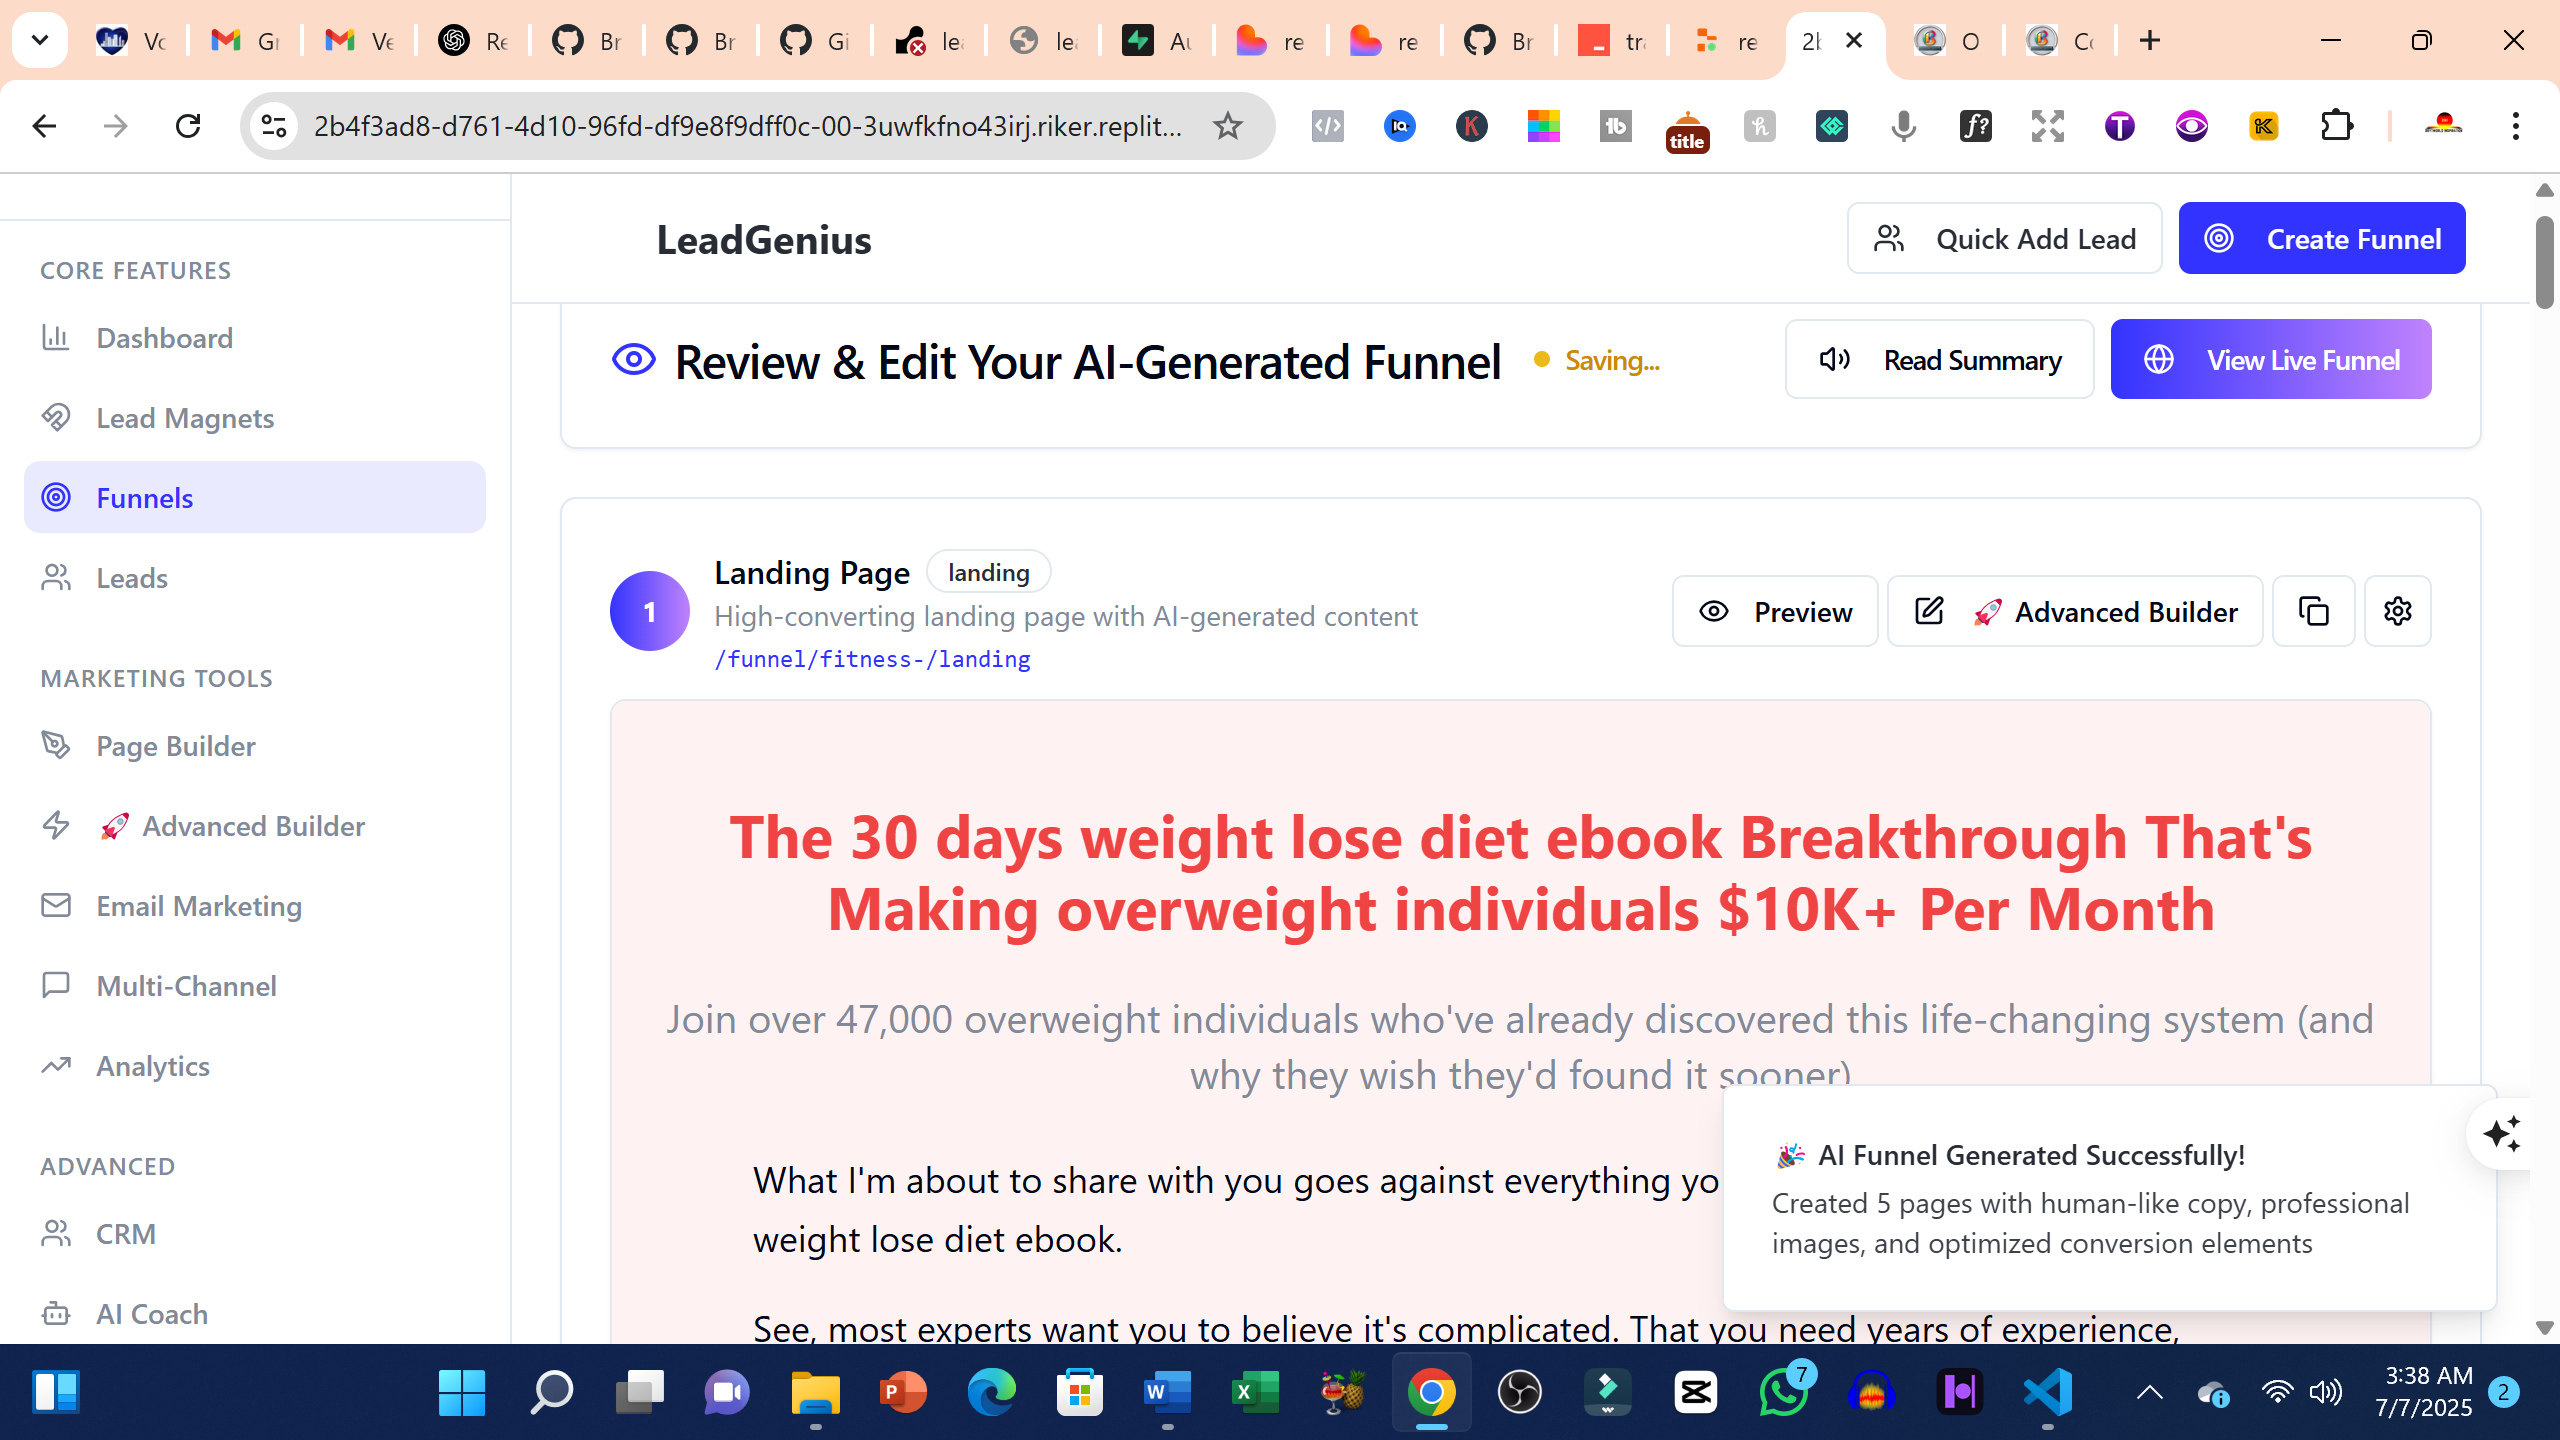 Vo
Gr
Ve
Re
Br
Br
Gi
lea
lea
Au
re
re
Br
tra
re
2b
O
Co
2b4f3ad8-d761-4d10-96fd-df9e8f9dff0c-00-3uwfkfno43irj.riker.replit...
title
LeadGenius
Quick Add Lead
Create Funnel
CORE FEATURES
Dashboard
Lead Magnets
Funnels
Leads
MARKETING TOOLS
Page Builder
🚀 Advanced Builder
Email Marketing
Multi-Channel
Analytics
ADVANCED
CRM
AI Coach
Review & Edit Your AI-Generated Funnel
Saving...
Read Summary
View Live Funnel
1
Landing Page
landing
High-converting landing page with AI-generated content
/funnel/fitness-/landing
Preview
🚀 Advanced Builder
The 30 days weight lose diet ebook Breakthrough That's
Making overweight individuals $10K+ Per Month
Join over 47,000 overweight individuals who've already discovered this life-changing system (and
why they wish they'd found it sooner)
What I'm about to share with you goes against everything yo
weight lose diet ebook.
See, most experts want you to believe it's complicated. That you need years of experience,
🎉 AI Funnel Generated Successfully!
Created 5 pages with human-like copy, professional
images, and optimized conversion elements
7
3:38 AM
7/7/2025
2